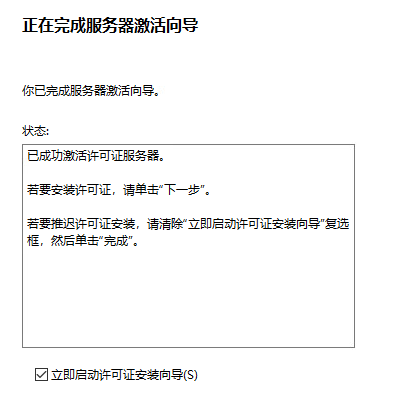 正在完成服务器激活向导
你已完成服务器激活向导。
状态:
已成功激活许可证服务器。
若要安装许可证，请单击“下一步”。
若要推迟许可证安装，请清除“立即启动许可证安装向导”复选
框，然后单击“完成”。
立即启动许可证安装向导(S)